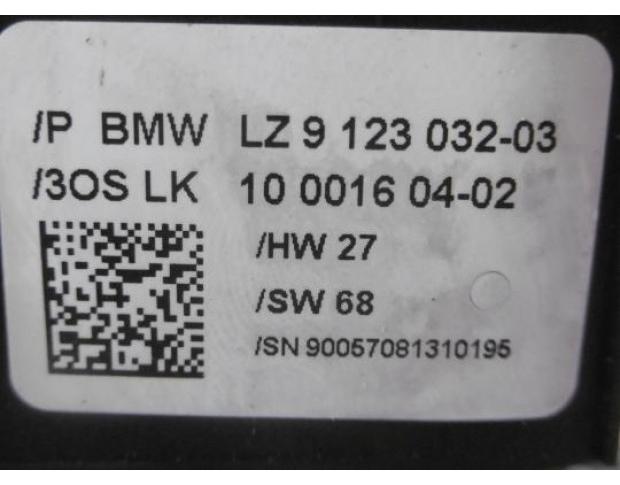 /P BMW LZ 9 123 032-03
/3OS LK 10 0016 04-02
/HW 27
/SW 68
/SN 90057081310195